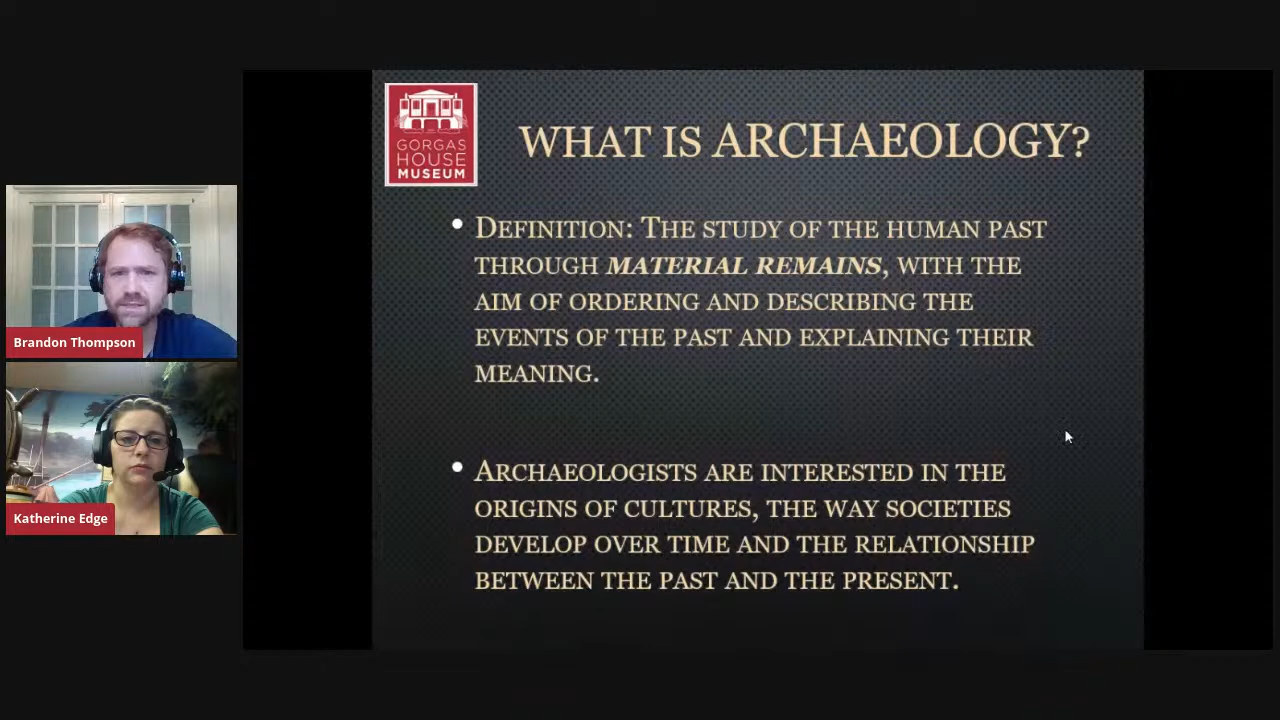 GORGAS
HOUSE
MUSEUM
WHAT IS ARCHAEOLOGY?
• DEFINITION: THE STUDY OF THE HUMAN PAST
THROUGH MATERIAL REMAINS, WITH THE
AIM OF ORDERING AND DESCRIBING THE
EVENTS OF THE PAST AND EXPLAINING THEIR
MEANING.
• ARCHAEOLOGISTS ARE INTERESTED IN THE
ORIGINS OF CULTURES, THE WAY SOCIETIES
DEVELOP OVER TIME AND THE RELATIONSHIP
BETWEEN THE PAST AND THE PRESENT.
Brandon Thompson
Katherine Edge